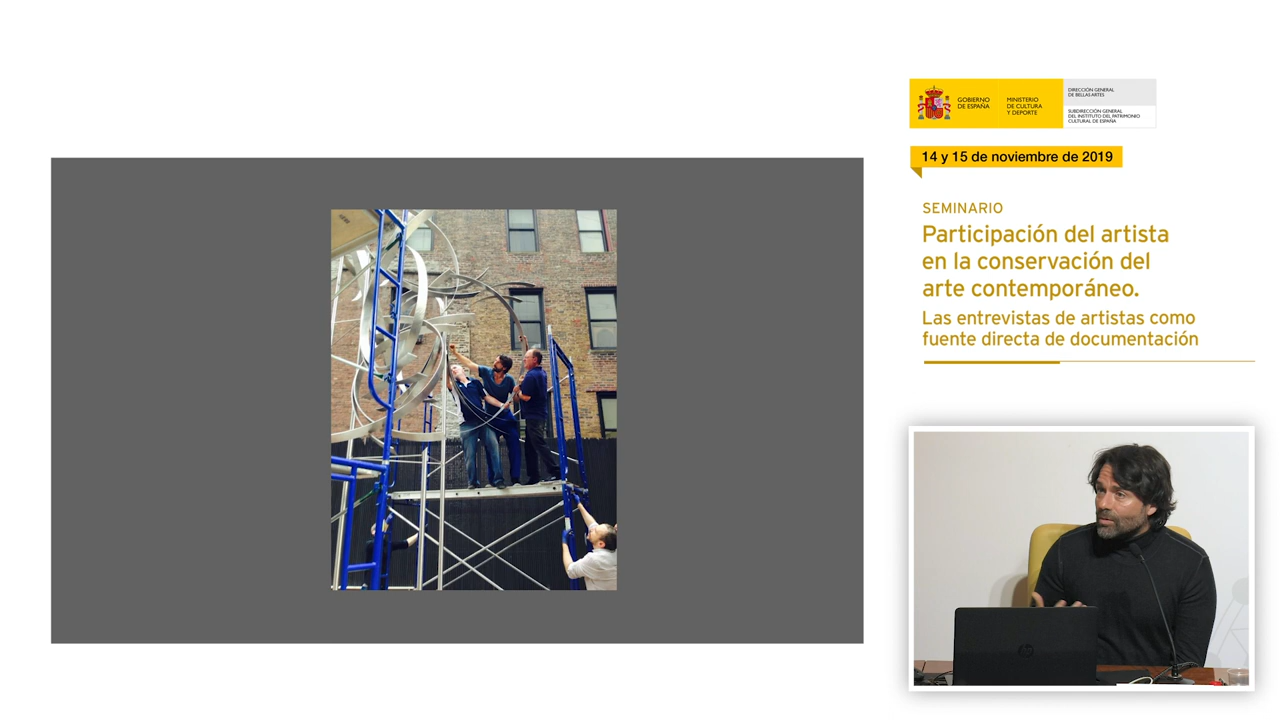 GOBIERNO
DE ESPAÑA
MINISTERIO
DE CULTURA
Y DEPORTE
DIRECCIÓN GENERAL
DE BELLAS ARTES
SUBDIRECCIÓN GENERAL
DEL INSTITUTO DEL PATRIMONIO
CULTURAL DE ESPAÑA
14 y 15 de noviembre de 2019
SEMINARIO
Participación del artista
en la conservación del
arte contemporáneo.
Las entrevistas de artistas como
fuente directa de documentación
hp